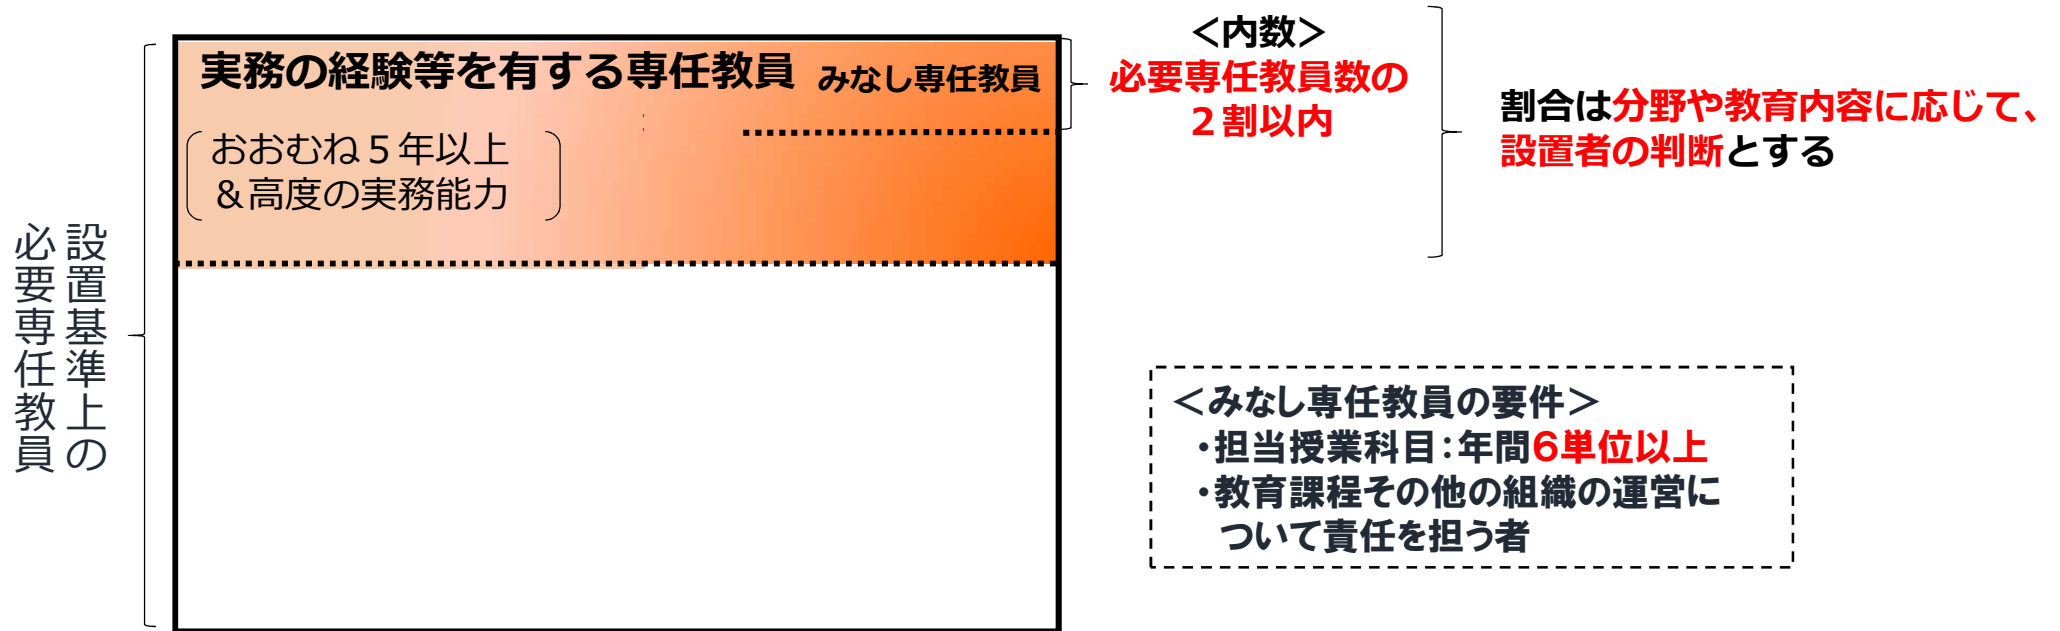 設置基準上の
必要専任教員
実務の経験等を有する専任教員
みなし専任教員
おおむね５年以上
＆高度の実務能力
＜内数＞
必要専任教員数の
２割以内
割合は分野や教育内容に応じて、
設置者の判断とする
＜みなし専任教員の要件＞
・担当授業科目：年間6単位以上
・教育課程その他の組織の運営に
ついて責任を担う者